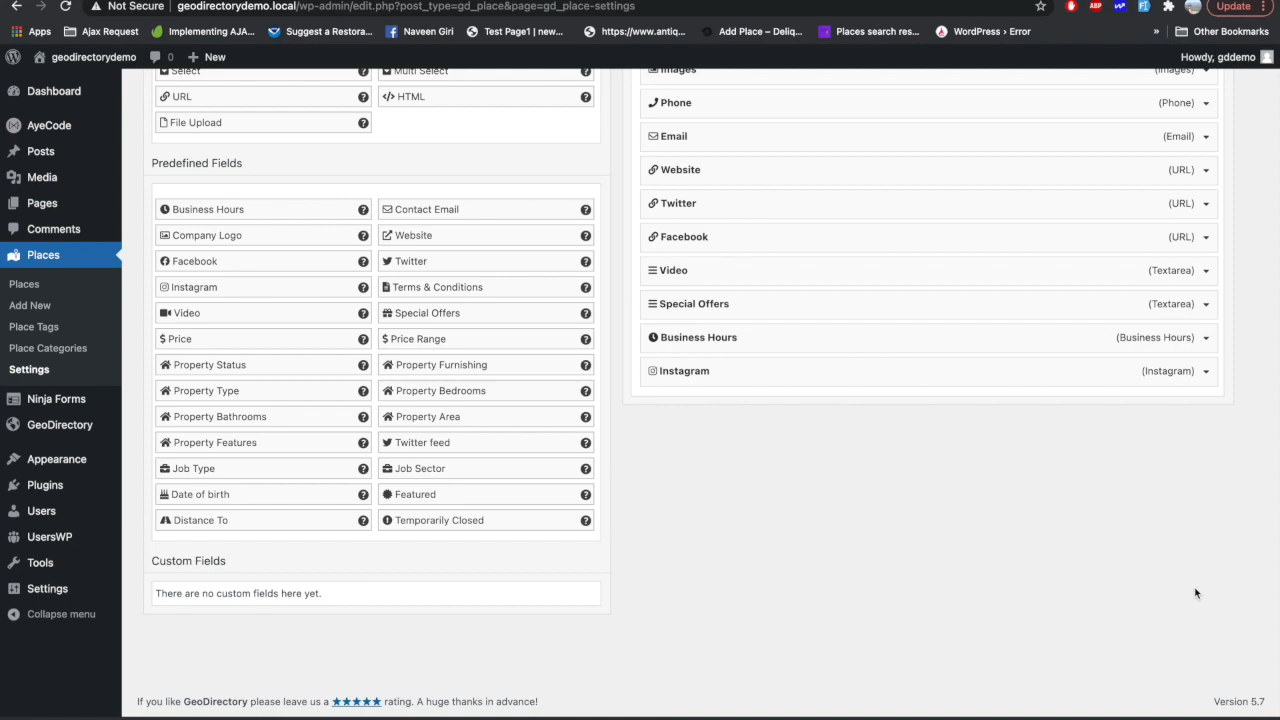 Not Secure | geodirectorydemo.local/wp-admin/edit.php?post_type=gd_place&page=gd_place-settings
ABP
Update
Apps
Ajax Request
Implementing AJA...
Suggest a Restora...
Naveen Giri
Test Page1 | new...
https://www.antiq...
Add Place – Deliq...
Places search res...
WordPress › Error
»
Other Bookmarks
geodirectorydemo
0
New
Howdy, gddemo
Dashboard
AyeCode
Posts
Media
Pages
Comments
Places
Places
Add New
Place Tags
Place Categories
Settings
Ninja Forms
GeoDirectory
Appearance
Plugins
Users
UsersWP
Tools
Settings
Collapse menu
Select
Multi Select
URL
HTML
File Upload
Predefined Fields
Business Hours
Contact Email
Company Logo
Website
Facebook
Twitter
Instagram
Terms & Conditions
Video
Special Offers
Price
Price Range
Property Status
Property Furnishing
Property Type
Property Bedrooms
Property Bathrooms
Property Area
Property Features
Twitter feed
Job Type
Job Sector
Date of birth
Featured
Distance To
Temporarily Closed
Custom Fields
There are no custom fields here yet.
Images (Images)
Phone (Phone)
Email (Email)
Website (URL)
Twitter (URL)
Facebook (URL)
Video (Textarea)
Special Offers (Textarea)
Business Hours (Business Hours)
Instagram (Instagram)
If you like GeoDirectory please leave us a ★★★★★ rating. A huge thanks in advance!
Version 5.7